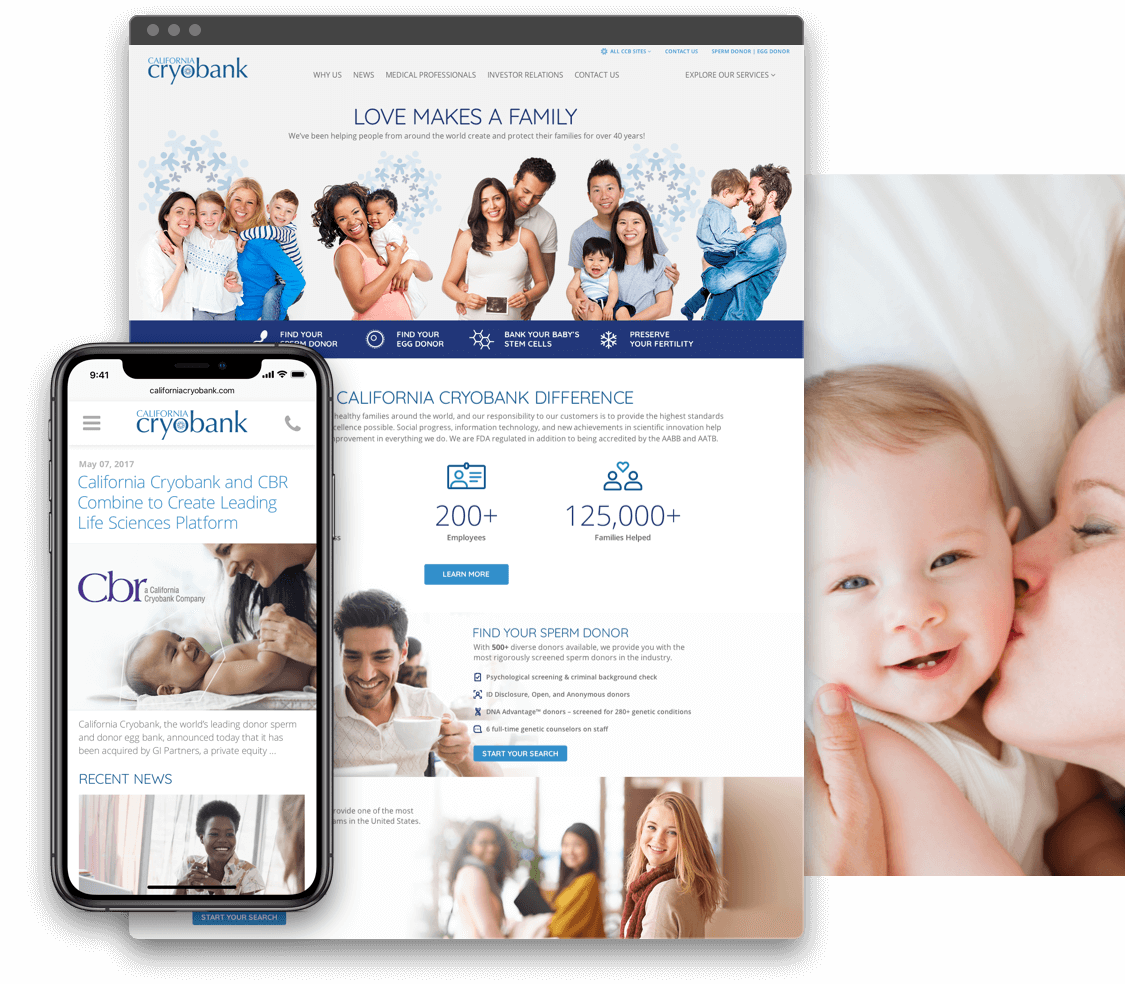 ALL CCB SITES
CONTACT US
SPERM DONOR | EGG DONOR
CALIFORNIA
cryobank
WHY US
NEWS
MEDICAL PROFESSIONALS
INVESTOR RELATIONS
CONTACT US
EXPLORE OUR SERVICES
LOVE MAKES A FAMILY
We've been helping people from around the world create and protect their families for over 40 years!
FIND YOUR
SPERM DONOR
FIND YOUR
EGG DONOR
BANK YOUR BABY'S
STEM CELLS
PRESERVE
YOUR FERTILITY
CALIFORNIA CRYOBANK DIFFERENCE
healthy families around the world, and our responsibility to our customers is to provide the highest standards
possible. Social progress, information technology, and new achievements in scientific innovation help
in everything we do. We are FDA regulated in addition to being accredited by the AABB and AATB.
200+
Employees
125,000+
Families Helped
LEARN MORE
FIND YOUR SPERM DONOR
With 500+ diverse donors available, we provide you with the
most rigorously screened sperm donors in the industry.
Psychological screening & criminal background check
ID Disclosure, Open, and Anonymous donors
DNA Advantage™ donors – screened for 280+ genetic conditions
6 full-time genetic counselors on staff
START YOUR SEARCH
one of the most
in the United States.
START YOUR SEARCH
9:41
californiacryobank.com
CALIFORNIA
cryobank
May 07, 2017
California Cryobank and CBR
Combine to Create Leading
Life Sciences Platform
Cbr
a California
Cryobank Company
California Cryobank, the world's leading donor sperm
and donor egg bank, announced today that it has
been acquired by GI Partners, a private equity ...
RECENT NEWS